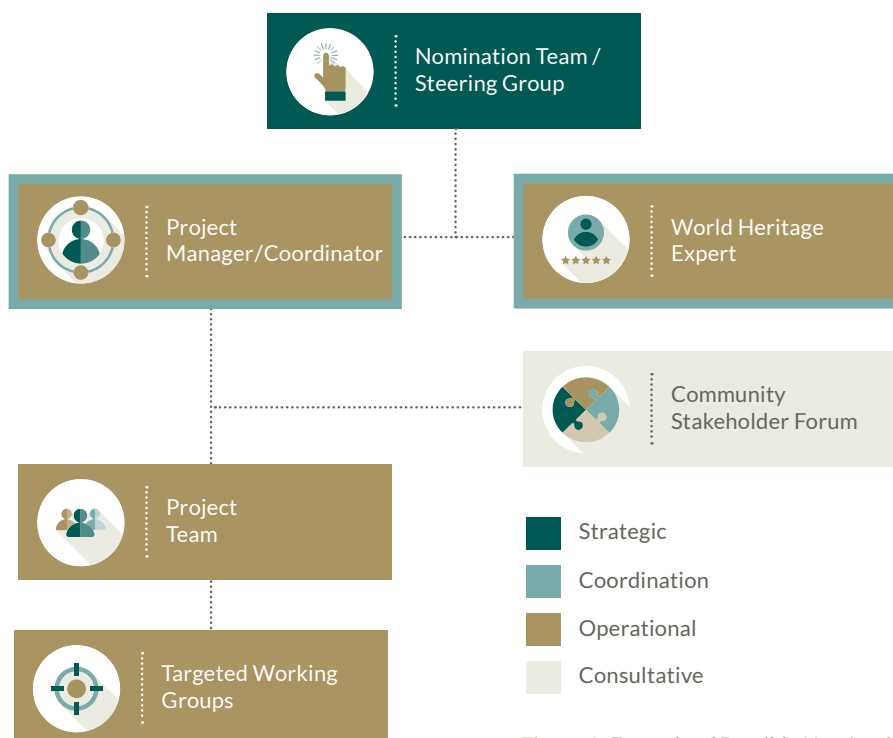 Nomination Team /
Steering Group
Project
Manager/Coordinator
World Heritage
Expert
Community
Stakeholder Forum
Project
Team
Strategic
Coordination
Operational
Consultative
Targeted Working
Groups